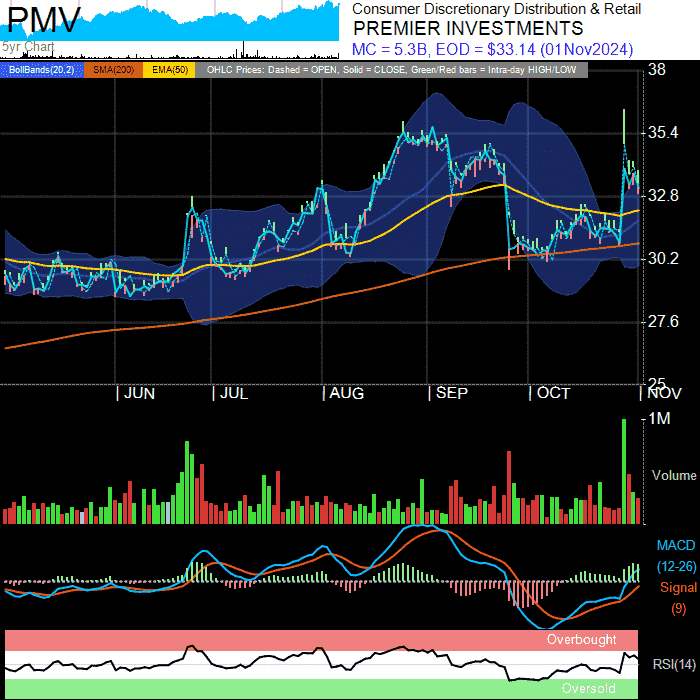 PMV
5yr Chart
Consumer Discretionary Distribution & Retail
PREMIER INVESTMENTS
MC = 5.3B, EOD = $33.14 (01Nov2024)
BollBands(20,2) SMA(200) EMA(50) OHLC Prices: Dashed = OPEN, Solid = CLOSE, Green/Red bars = Intra-day HIGH/LOW
38
35.4
32.8
30.2
27.6
25
| JUN | JUL | AUG | SEP | OCT | NOV
1M
Volume
MACD
(12-26)
Signal
(9)
Overbought
RSI(14)
Oversold